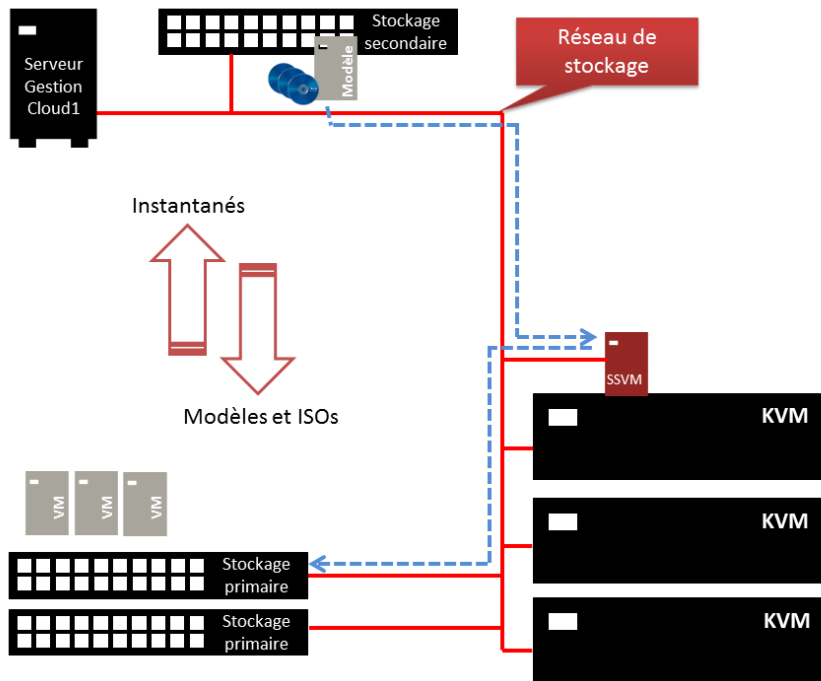 Serveur
Gestion
Cloud1
Stockage
secondaire
Modèle
Réseau de
stockage
Instantanés
Modèles et ISOs
SSVM
KVM
KVM
KVM
VM
VM
VM
Stockage
primaire
Stockage
primaire